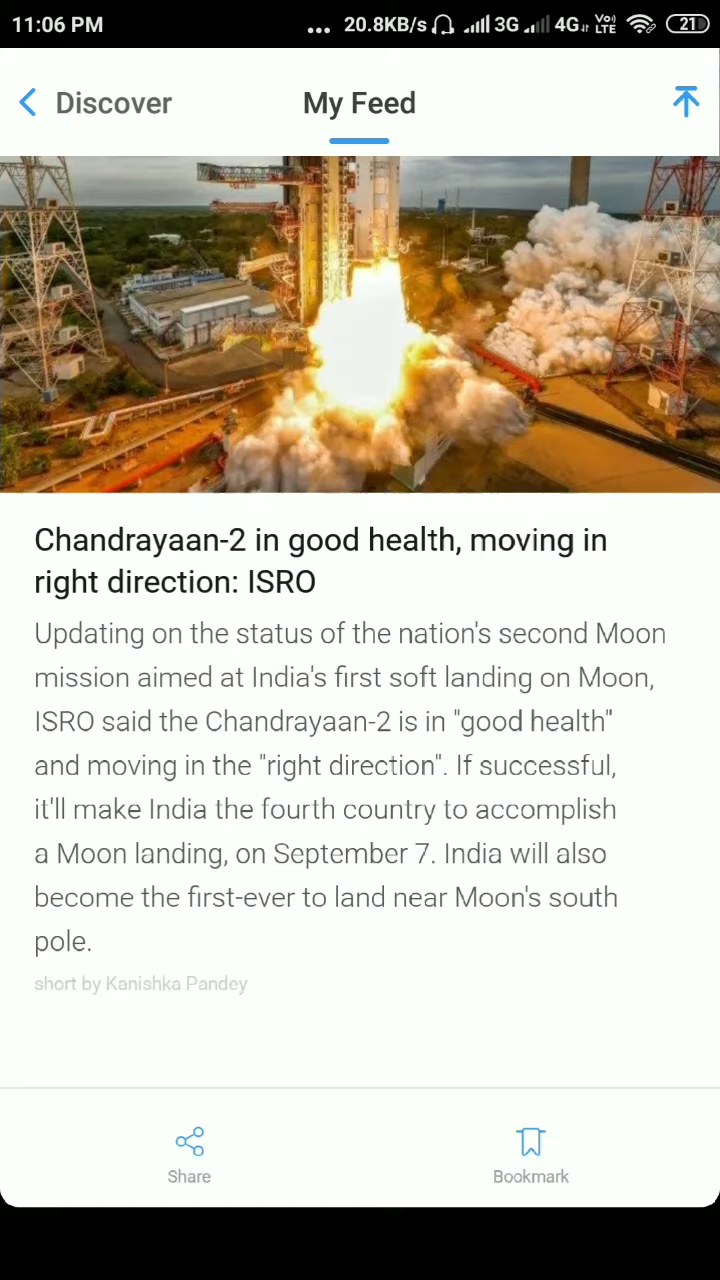 11:06 PM ... 20.8KB/s 3G 4G Vo) LTE 21
Discover My Feed
Chandrayaan-2 in good health, moving in
right direction: ISRO
Updating on the status of the nation's second Moon
mission aimed at India's first soft landing on Moon,
ISRO said the Chandrayaan-2 is in "good health"
and moving in the "right direction". If successful,
it'll make India the fourth country to accomplish
a Moon landing, on September 7. India will also
become the first-ever to land near Moon's south
pole.
short by Kanishka Pandey
Share Bookmark